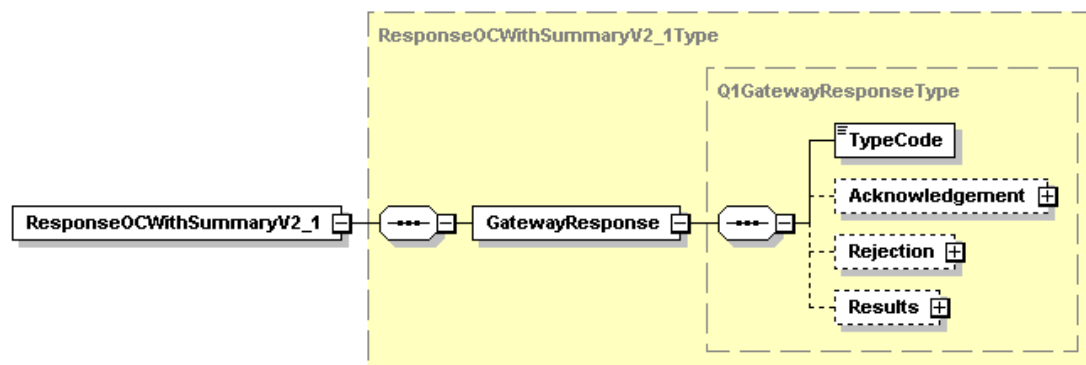 ResponseOCWithSummaryV2_1Type
Q1GatewayResponseType
TypeCode
Acknowledgement
ResponseOCWithSummaryV2_1
GatewayResponse
Rejection
Results